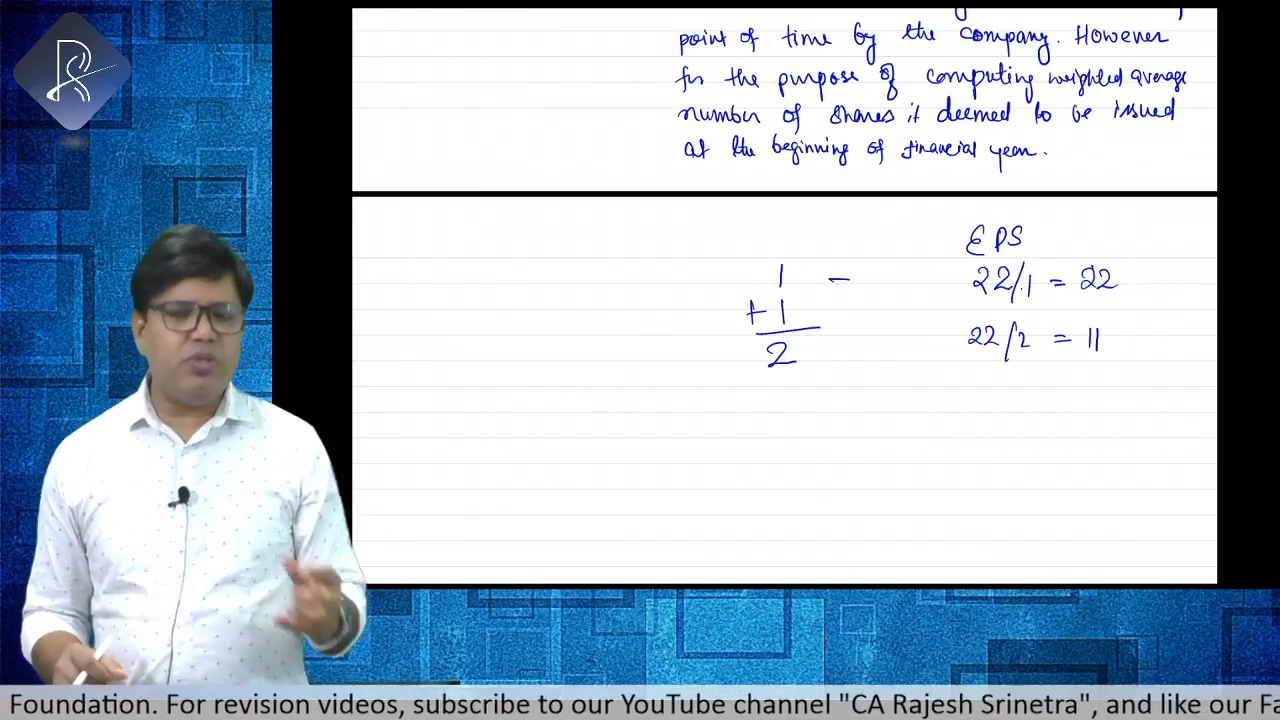 point of time by the company. However
for the purpose of computing weighted average
number of shares it deemed to be issued
at the beginning of financial year.
EPS
1 - 22/1 = 22
+ 1
2
22/2 = 11
Foundation. For revision videos, subscribe to our YouTube channel "CA Rajesh Srinetra", and like our Fa